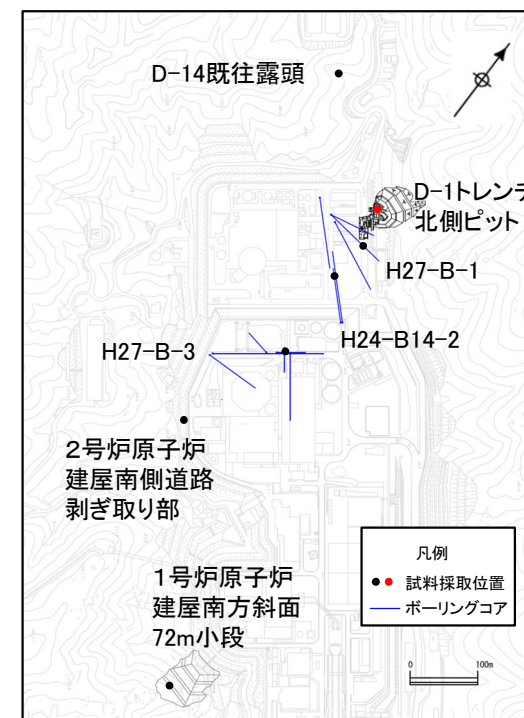 D-14既往露頭
D-1トレンチ
北側ピット
H27-B-1
H24-B14-2
H27-B-3
2号炉原子炉
建屋南側道路
剥ぎ取り部
1号炉原子炉
建屋南方斜面
72m小段
凡例
試料採取位置
ボーリングコア
0 100m